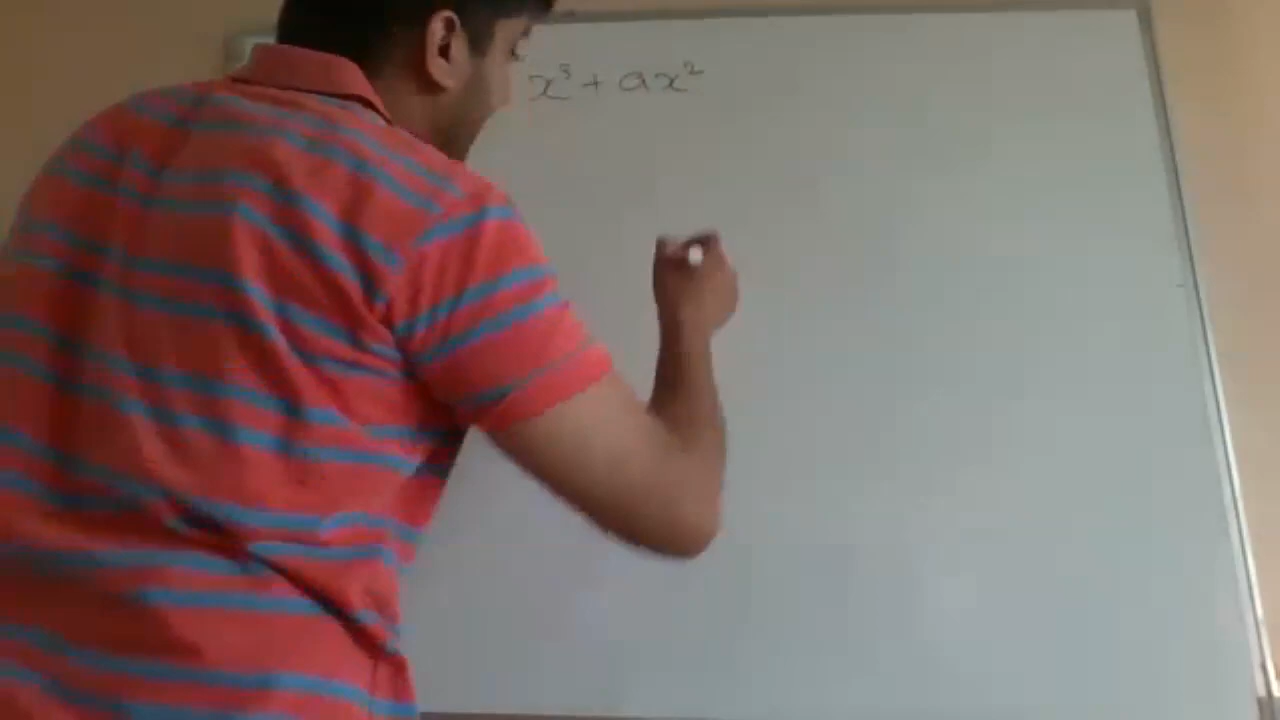 x³ + ax²